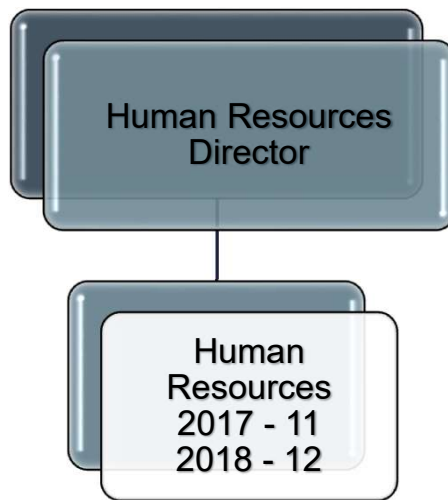 Human Resources
Director
Human
Resources
2017 - 11
2018 - 12